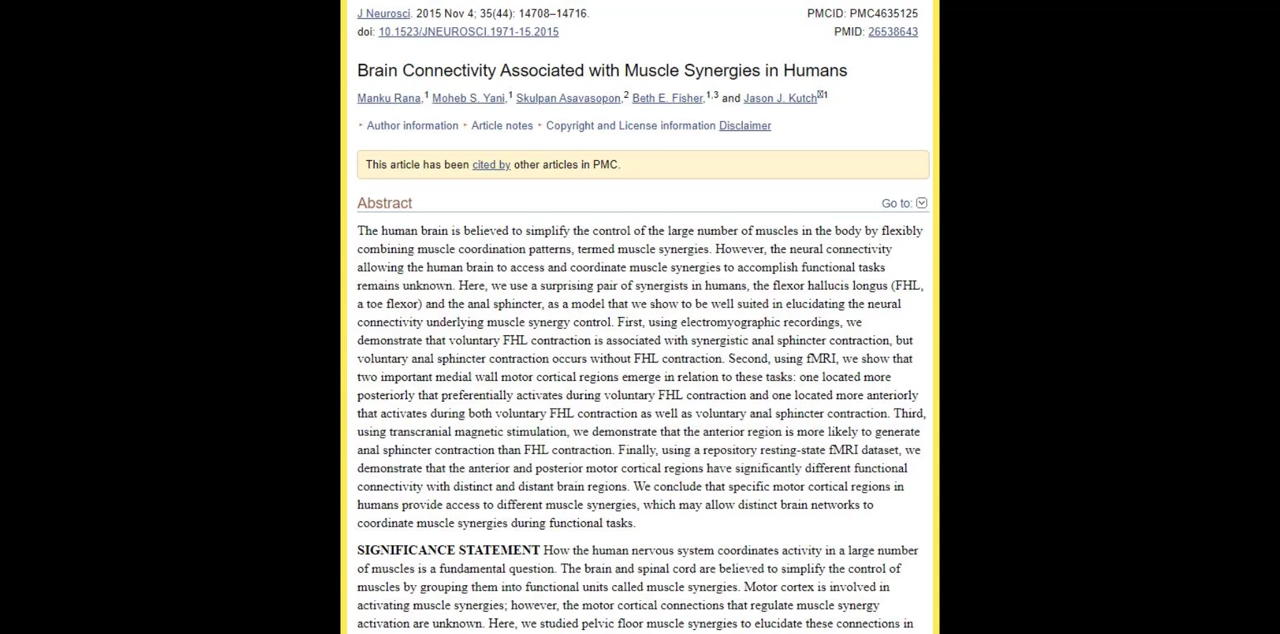 J Neurosci. 2015 Nov 4; 35(44): 14708–14716.
PMCID: PMC4635125
doi: 10.1523/JNEUROSCI.1971-15.2015
PMID: 26538643
Brain Connectivity Associated with Muscle Synergies in Humans
Manku Rana,1 Moheb S. Yani,1 Skulpan Asavasopon,2 Beth E. Fisher,1,3 and Jason J. Kutch✉1
‣ Author information ‣ Article notes ‣ Copyright and License information Disclaimer
This article has been cited by other articles in PMC.
Abstract
Go to:
The human brain is believed to simplify the control of the large number of muscles in the body by flexibly
combining muscle coordination patterns, termed muscle synergies. However, the neural connectivity
allowing the human brain to access and coordinate muscle synergies to accomplish functional tasks
remains unknown. Here, we use a surprising pair of synergists in humans, the flexor hallucis longus (FHL,
a toe flexor) and the anal sphincter, as a model that we show to be well suited in elucidating the neural
connectivity underlying muscle synergy control. First, using electromyographic recordings, we
demonstrate that voluntary FHL contraction is associated with synergistic anal sphincter contraction, but
voluntary anal sphincter contraction occurs without FHL contraction. Second, using fMRI, we show that
two important medial wall motor cortical regions emerge in relation to these tasks: one located more
posteriorly that preferentially activates during voluntary FHL contraction and one located more anteriorly
that activates during both voluntary FHL contraction as well as voluntary anal sphincter contraction. Third,
using transcranial magnetic stimulation, we demonstrate that the anterior region is more likely to generate
anal sphincter contraction than FHL contraction. Finally, using a repository resting-state fMRI dataset, we
demonstrate that the anterior and posterior motor cortical regions have significantly different functional
connectivity with distinct and distant brain regions. We conclude that specific motor cortical regions in
humans provide access to different muscle synergies, which may allow distinct brain networks to
coordinate muscle synergies during functional tasks.
SIGNIFICANCE STATEMENT How the human nervous system coordinates activity in a large number
of muscles is a fundamental question. The brain and spinal cord are believed to simplify the control of
muscles by grouping them into functional units called muscle synergies. Motor cortex is involved in
activating muscle synergies; however, the motor cortical connections that regulate muscle synergy
activation are unknown. Here, we studied pelvic floor muscle synergies to elucidate these connections in